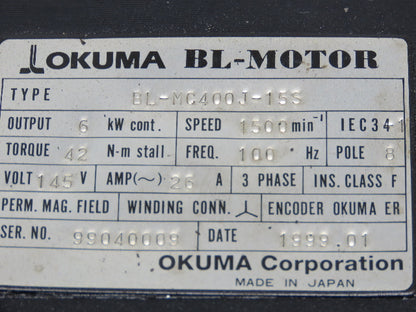 OKUMA BL-MOTOR
TYPE BL-MC400J-15S
OUTPUT 6 kW cont. SPEED 1500 min⁻¹ IEC34-1
TORQUE 42 N-m stall. FREQ. 100 Hz POLE 8
VOLT 145 V AMP(~) 26 A 3 PHASE INS. CLASS F
PERM. MAG. FIELD WINDING CONN. ENCODER OKUMA ER
SER. NO. 99040009 DATE 1999.01
OKUMA Corporation
MADE IN JAPAN